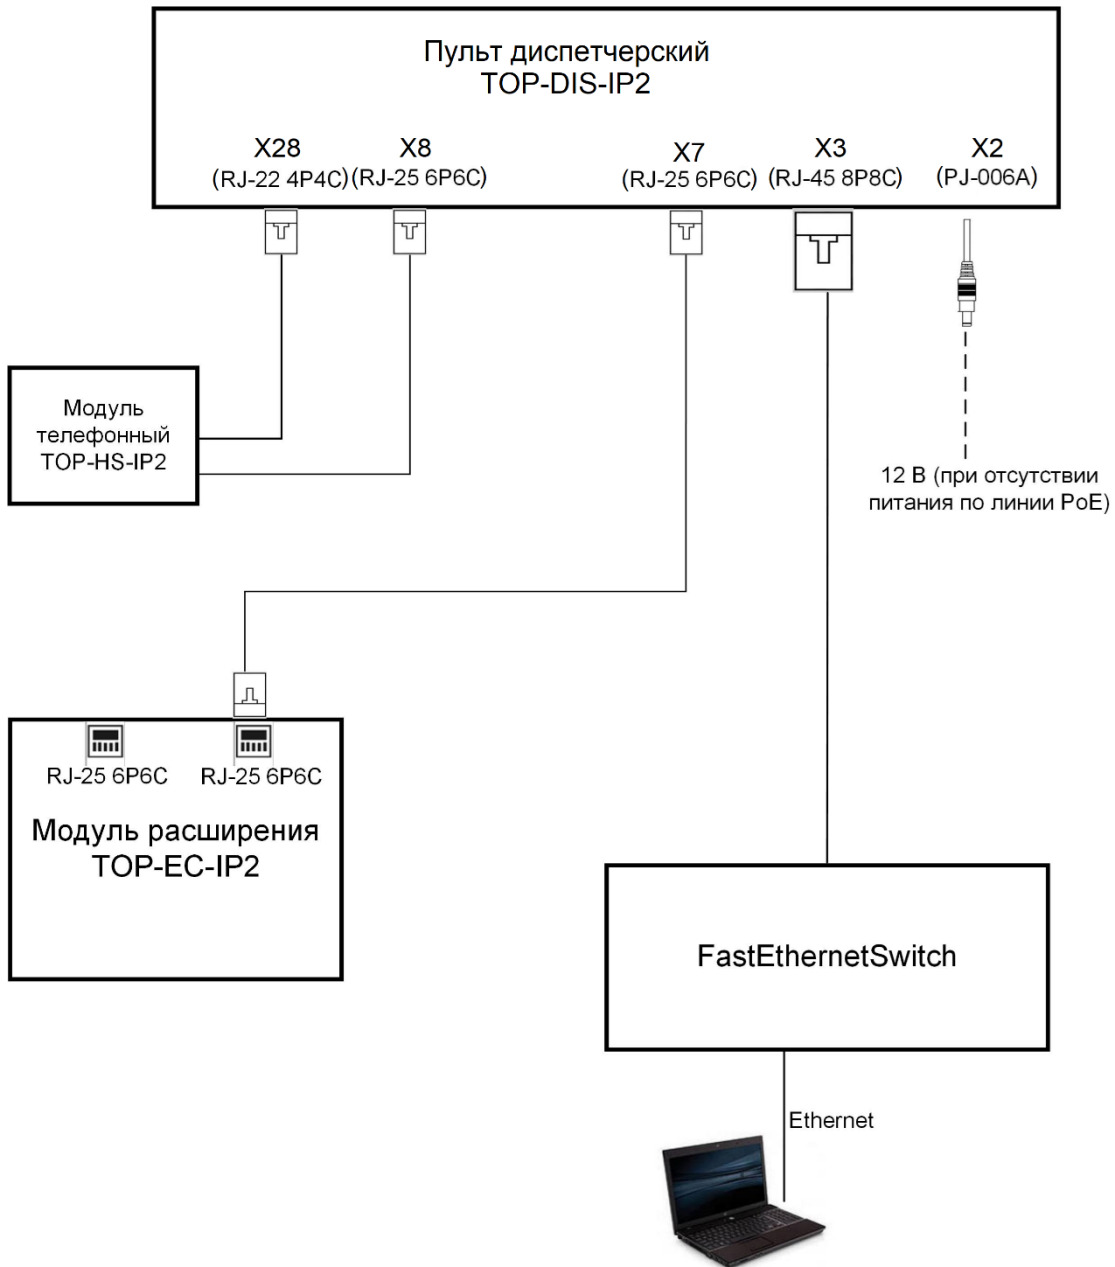 Пульт диспетчерский
TOP-DIS-IP2
X28
(RJ-22 4P4C)
X8
(RJ-25 6P6C)
X7
(RJ-25 6P6C)
X3
(RJ-45 8P8C)
X2
(PJ-006A)
Модуль
телефонный
TOP-HS-IP2
12 В (при отсутствии
питания по линии PoE)
RJ-25 6P6C
RJ-25 6P6C
Модуль расширения
TOP-EC-IP2
FastEthernetSwitch
Ethernet